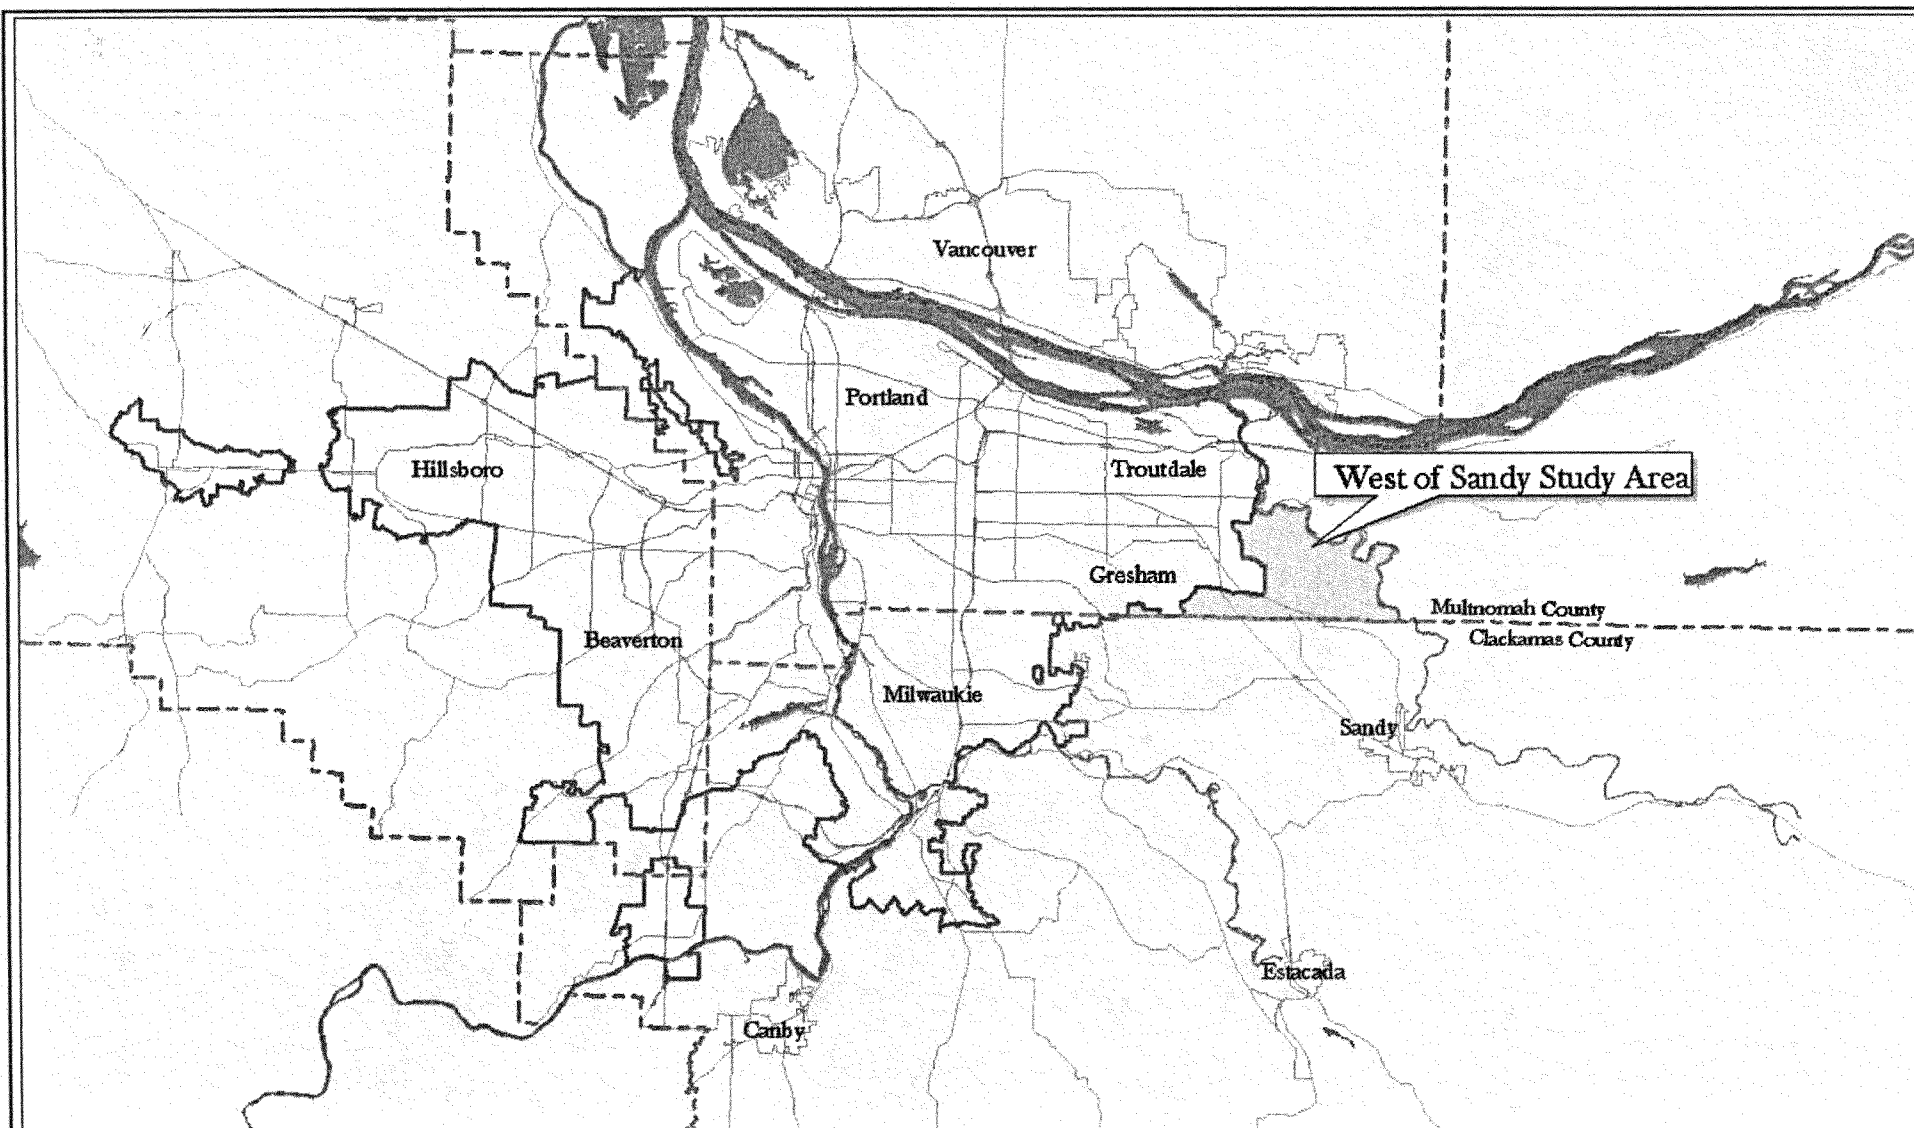 Vancouver
Portland
Hillsboro
Troutdale
West of Sandy Study Area
Gresham
Multnomah County
Clackamas County
Beaverton
Milwaukie
Sandy
Estacada
Canby